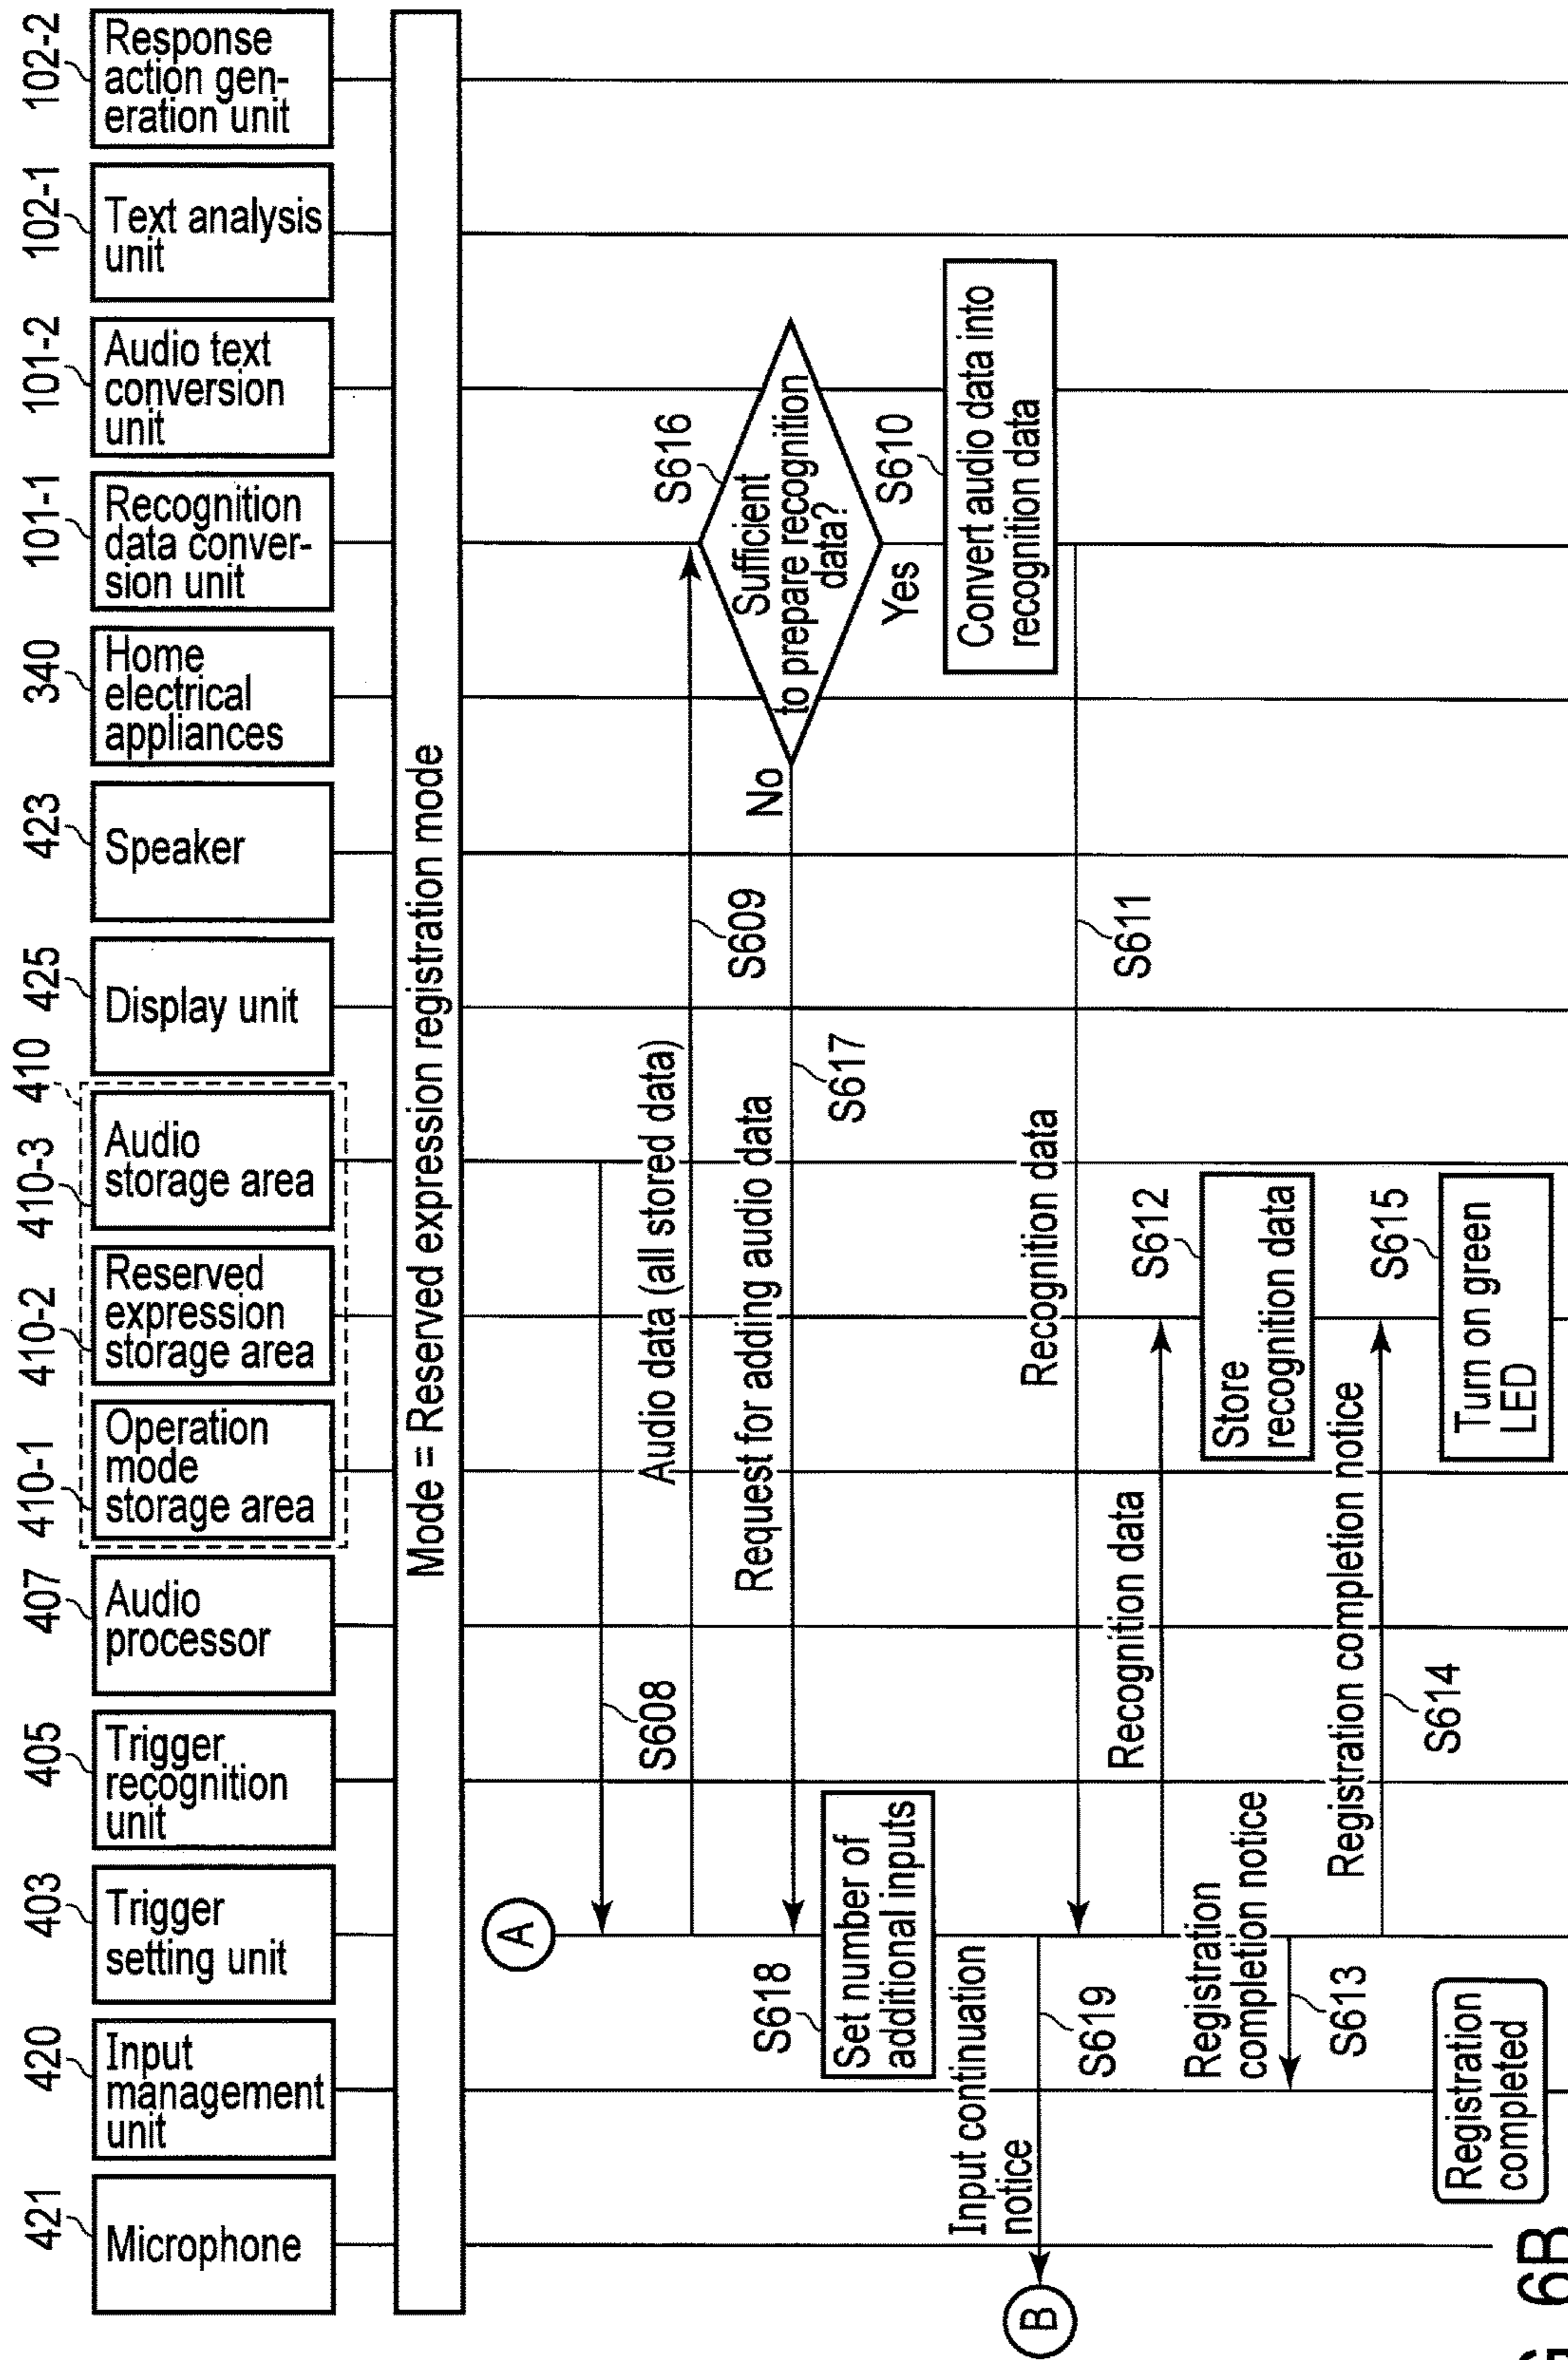 421
Microphone
420
Input
management
unit
403
Trigger
setting unit
405
Trigger
recognition
unit
407
Audio
processor
410-1
Operation
mode
storage area
410-2
Reserved
expression
storage area
410-3
Audio
storage area
410
425
Display unit
423
Speaker
340
Home
electrical
appliances
101-1
Recognition
data conver-
sion unit
101-2
Audio text
conversion
unit
102-1
Text analysis
unit
102-2
Response
action gen-
eration unit
Mode = Reserved expression registration mode
A
S608
Audio data (all stored data)
S609
S616
Sufficient
to prepare recognition
data?
No
Yes
Request for adding audio data
S617
S618
Set number of
additional inputs
S610
Convert audio data into
recognition data
Input continuation
notice
S619
B
Recognition data
S611
Recognition data
S612
Store
recognition data
Registration
completion notice
S613
Registration completion notice
S614
S615
Turn on green
LED
Registration
completed
6B